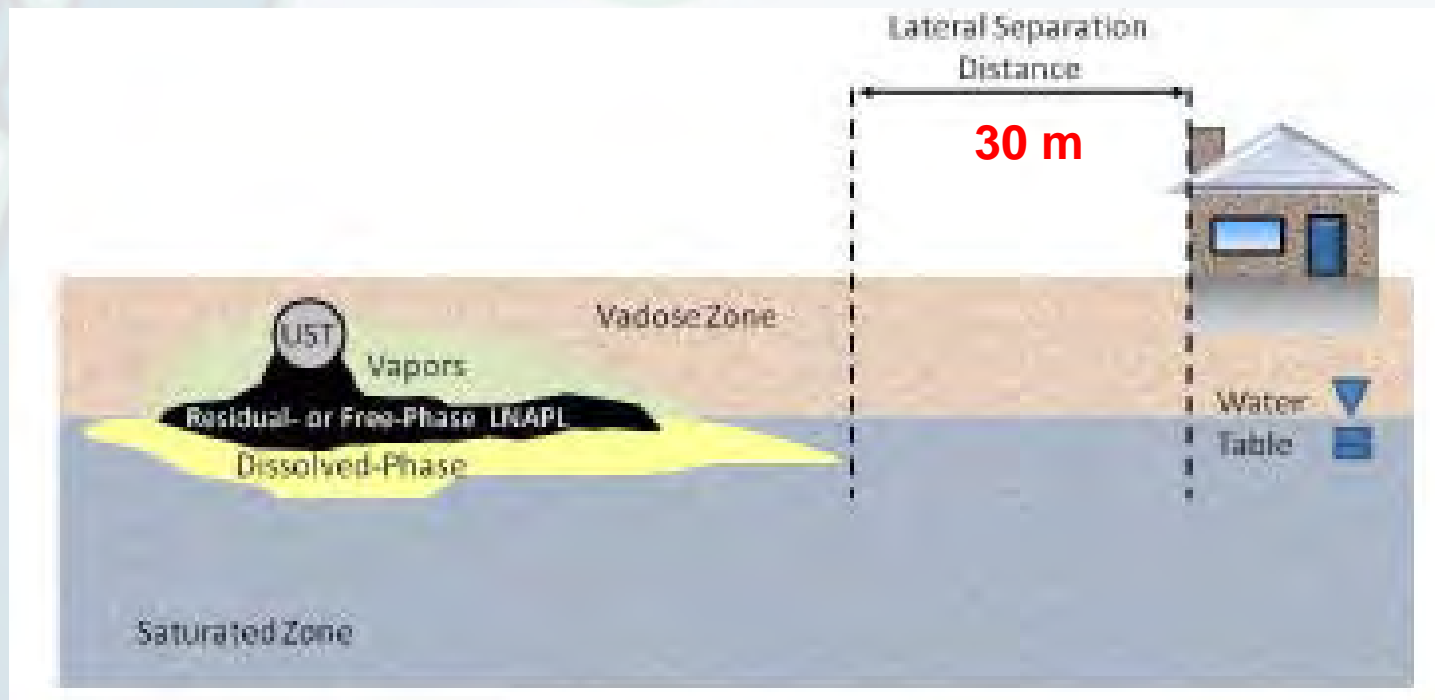 Lateral Separation
Distance
30 m
UST
Vadose Zone
Vapors
Residual- or Free-Phase LNAPL
Dissolved-Phase
Water
Table
Saturated Zone